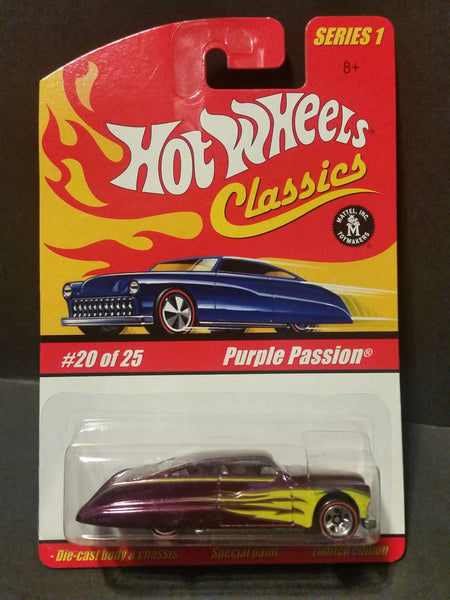 SERIES 1
8+
Hot Wheels®
Classics
MATTEL, INC.
M
TOYMAKERS
®
#20 of 25
Purple Passion®
Die-cast body & chassis • Special paint • Limited edition